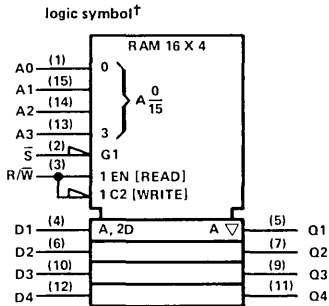 logic symbol†
RAM 16 X 4
A0 (1) 0
A1 (15)
A2 (14) A 0/15
A3 (13) 3
S̅ (2) G1
R/W̅ (3) 1 EN [READ]
1 C2 [WRITE]
D1 (4) A, 2D A ▽ (5) Q1
D2 (6) (7) Q2
D3 (10) (9) Q3
D4 (12) (11) Q4